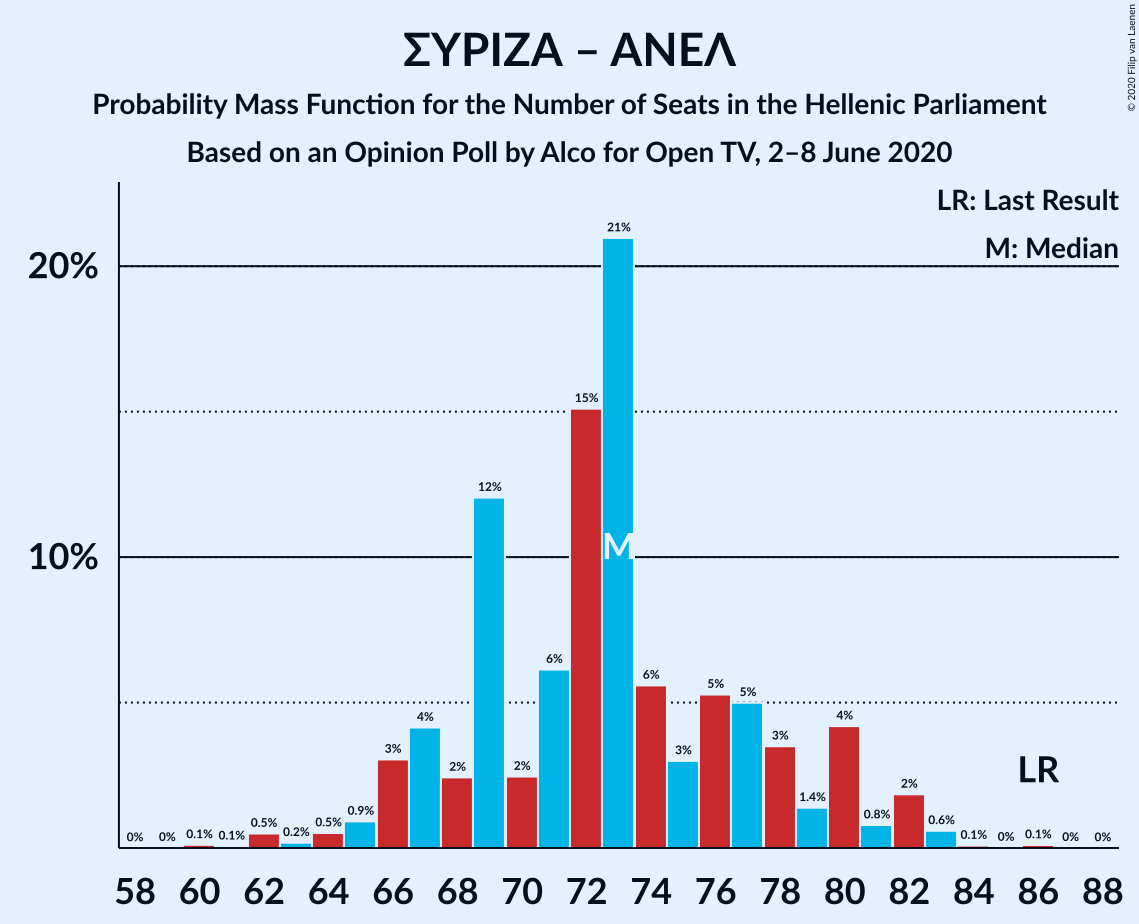 ΣΥΡΙΖΑ – ΑΝΕΛ
Probability Mass Function for the Number of Seats in the Hellenic Parliament
Based on an Opinion Poll by Alco for Open TV, 2–8 June 2020
© 2020 Filip van Laenen
LR: Last Result
M: Median
20%
10%
0% 0% 0.1% 0.1% 0.5% 0.2% 0.5% 0.9% 3% 4% 2% 12% 2% 6% 15% 21% 6% 3% 5% 5% 3% 1.4% 4% 0.8% 2% 0.6% 0.1% 0% 0.1% 0% 0%
M
LR
58 60 62 64 66 68 70 72 74 76 78 80 82 84 86 88